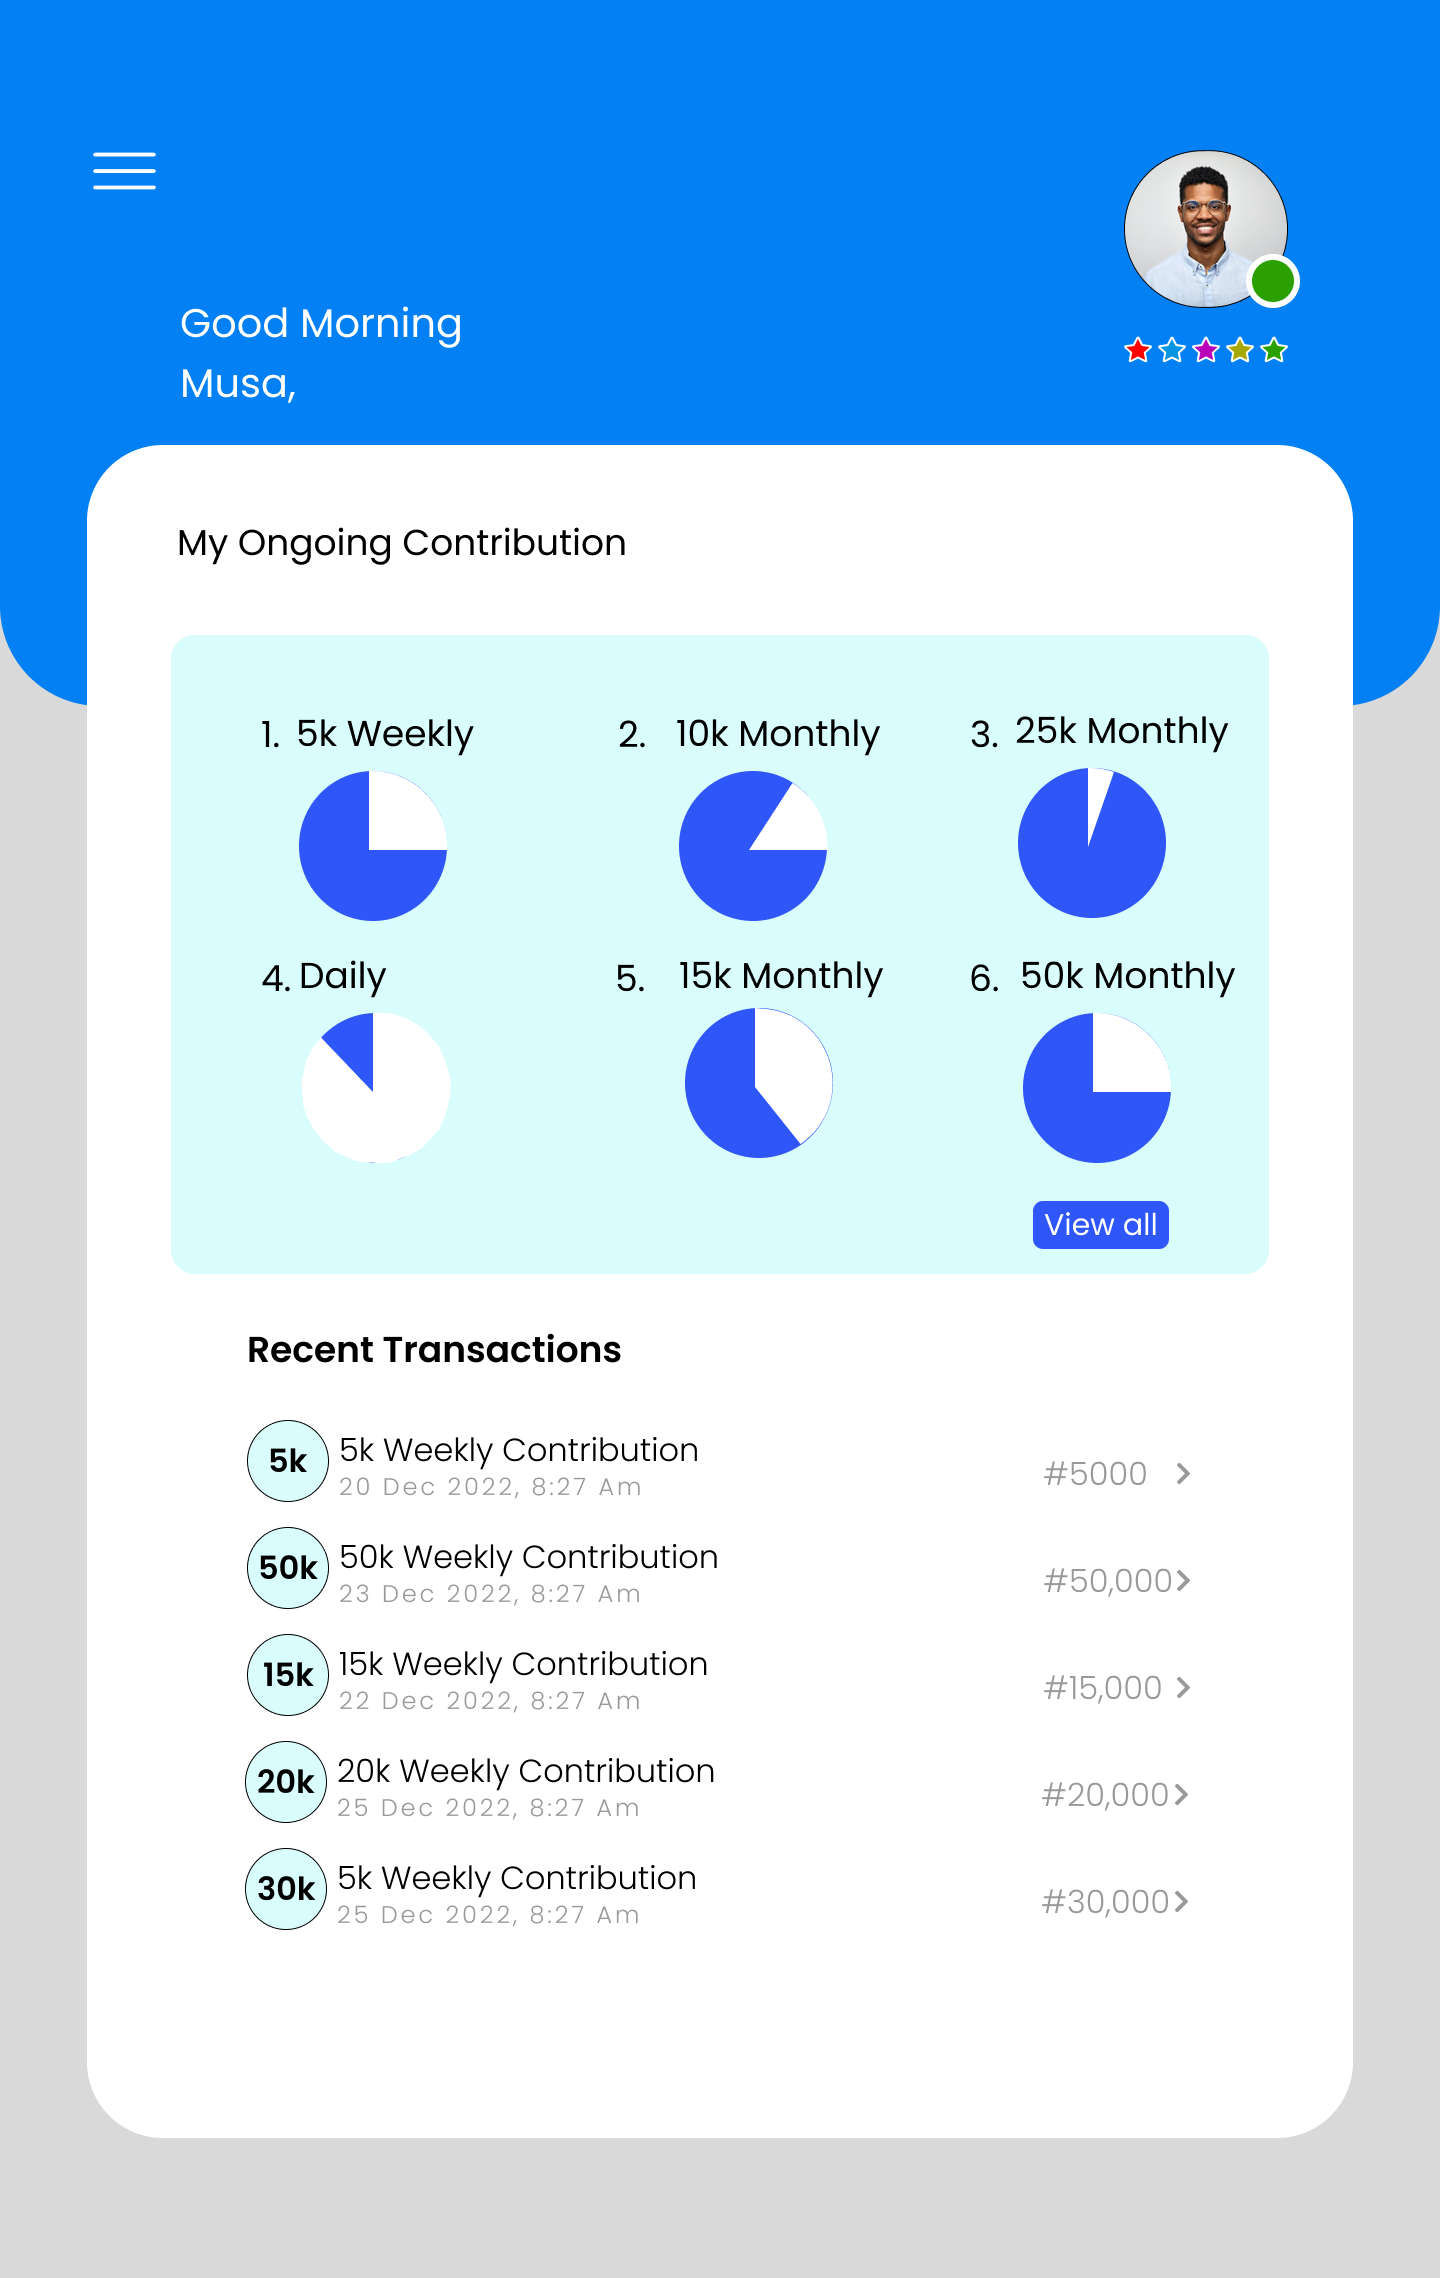 Good Morning
Musa,
My Ongoing Contribution
1. 5k Weekly
2. 10k Monthly
3. 25k Monthly
4. Daily
5. 15k Monthly
6. 50k Monthly
View all
Recent Transactions
5k
5k Weekly Contribution
20 Dec 2022, 8:27 Am
#5000
50k
50k Weekly Contribution
23 Dec 2022, 8:27 Am
#50,000
15k
15k Weekly Contribution
22 Dec 2022, 8:27 Am
#15,000
20k
20k Weekly Contribution
25 Dec 2022, 8:27 Am
#20,000
30k
5k Weekly Contribution
25 Dec 2022, 8:27 Am
#30,000